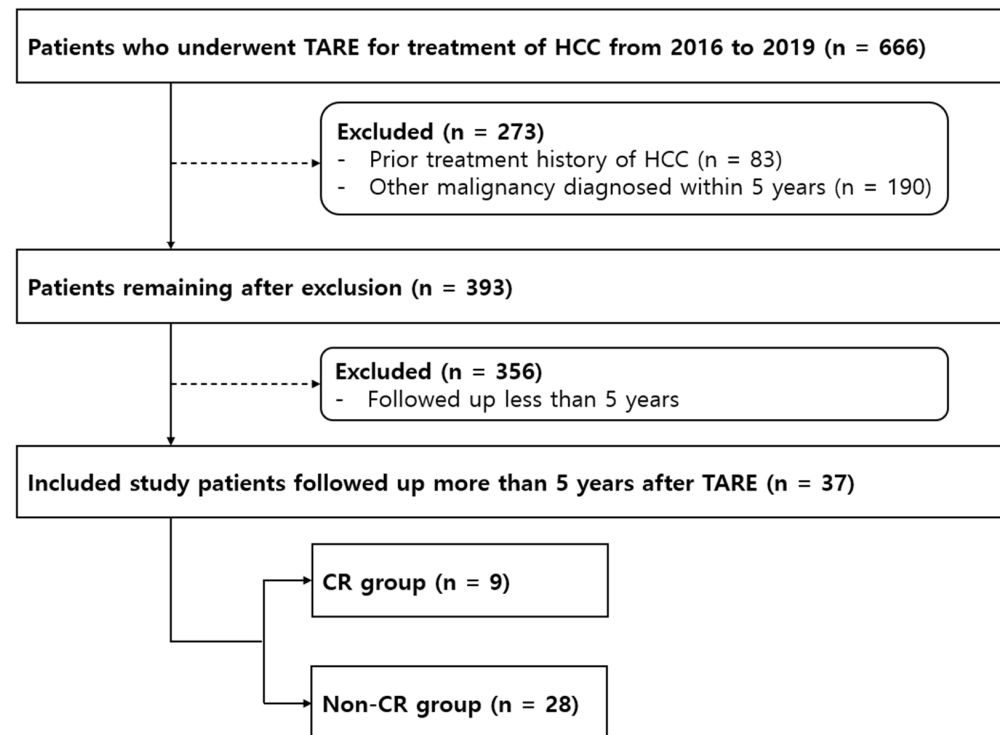 Patients who underwent TARE for treatment of HCC from 2016 to 2019 (n = 666)
Excluded (n = 273)
- Prior treatment history of HCC (n = 83)
- Other malignancy diagnosed within 5 years (n = 190)
Patients remaining after exclusion (n = 393)
Excluded (n = 356)
- Followed up less than 5 years
Included study patients followed up more than 5 years after TARE (n = 37)
CR group (n = 9)
Non-CR group (n = 28)